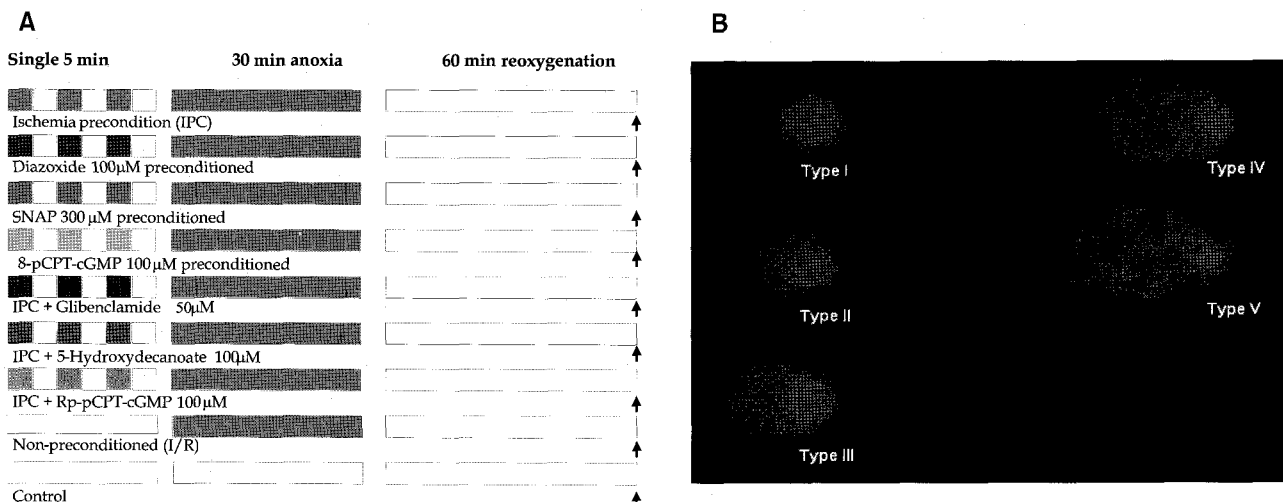 A
Single 5 min 30 min anoxia 60 min reoxygenation
Ischemia precondition (IPC)
Diazoxide 100μM preconditioned
SNAP 300 μM preconditioned
8-pCPT-cGMP 100μM preconditioned
IPC + Glibenclamide 50μM
IPC + 5-Hydroxydecanoate 100μM
IPC + Rp-pCPT-cGMP 100μM
Non-preconditioned (I/R)
Control
B
Type I
Type II
Type III
Type IV
Type V